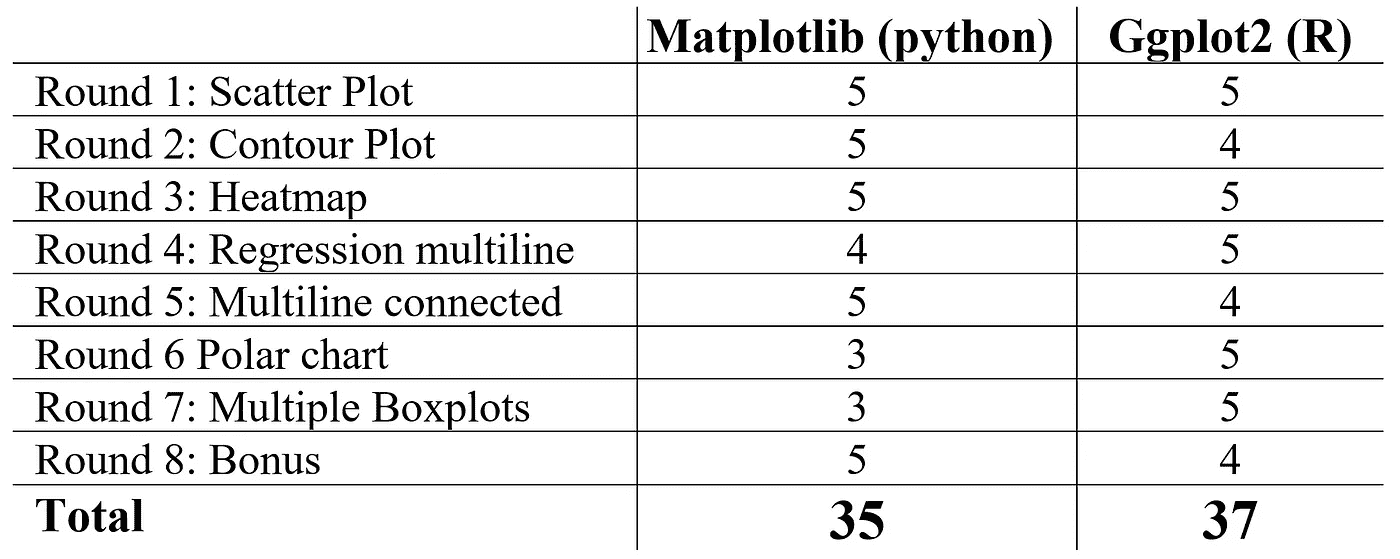 Matplotlib (python) Ggplot2 (R)
Round 1: Scatter Plot 5 5
Round 2: Contour Plot 5 4
Round 3: Heatmap 5 5
Round 4: Regression multiline 4 5
Round 5: Multiline connected 5 4
Round 6 Polar chart 3 5
Round 7: Multiple Boxplots 3 5
Round 8: Bonus 5 4
Total 35 37